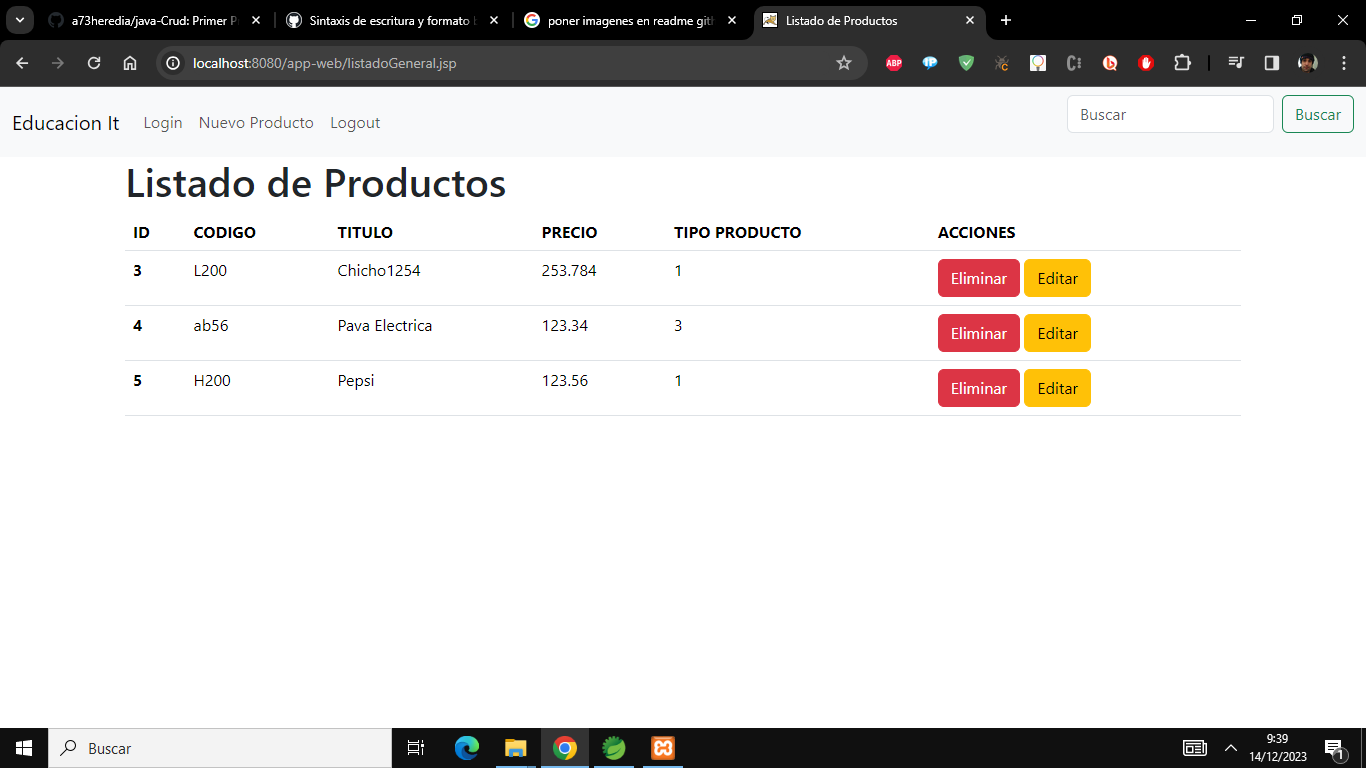 a73heredia/java-Crud: Primer P
Sintaxis de escritura y formato
poner imagenes en readme git
Listado de Productos
localhost:8080/app-web/listadoGeneral.jsp
ABP
Educacion It Login Nuevo Producto Logout Buscar Buscar
Listado de Productos
ID CODIGO TITULO PRECIO TIPO PRODUCTO ACCIONES
3 L200 Chicho1254 253.784 1 Eliminar Editar
4 ab56 Pava Electrica 123.34 3 Eliminar Editar
5 H200 Pepsi 123.56 1 Eliminar Editar
Buscar
9:39
14/12/2023
1